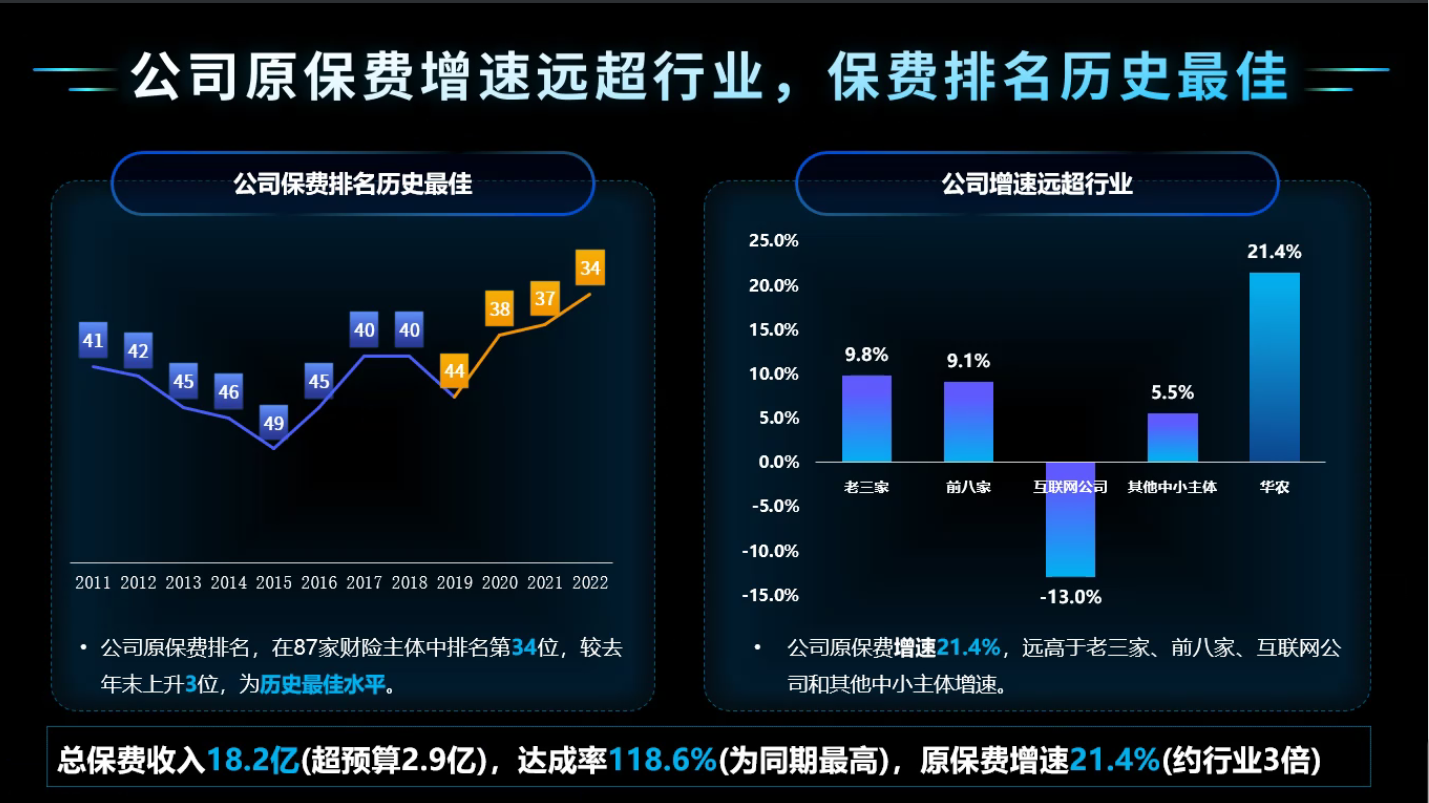 公司原保费增速远超行业，保费排名历史最佳
公司保费排名历史最佳
41
42
45
46
49
45
40
40
44
38
37
34
2011 2012 2013 2014 2015 2016 2017 2018 2019 2020 2021 2022
• 公司原保费排名，在87家财险主体中排名第34位，较去
年末上升3位，为历史最佳水平。
公司增速远超行业
25.0%
20.0%
15.0%
10.0%
5.0%
0.0%
-5.0%
-10.0%
-15.0%
9.8%
9.1%
-13.0%
5.5%
21.4%
老三家 前八家 互联网公司 其他中小主体 华农
• 公司原保费增速21.4%，远高于老三家、前八家、互联网公
司和其他中小主体增速。
总保费收入18.2亿(超预算2.9亿)，达成率118.6%(为同期最高)，原保费增速21.4%(约行业3倍)